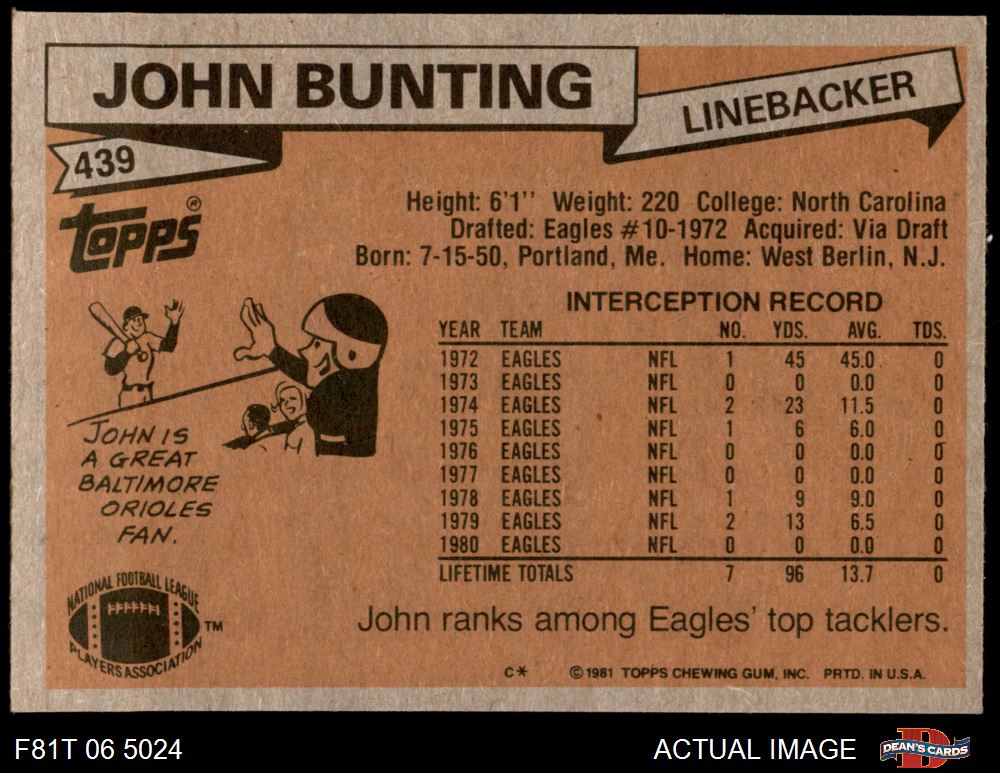 JOHN BUNTING
LINEBACKER
439
TOPPS®
Height: 6'1'' Weight: 220 College: North Carolina
Drafted: Eagles #10-1972 Acquired: Via Draft
Born: 7-15-50, Portland, Me. Home: West Berlin, N.J.
INTERCEPTION RECORD
YEAR TEAM NO. YDS. AVG. TDS.
1972 EAGLES NFL 1 45 45.0 0
1973 EAGLES NFL 0 0 0.0 0
1974 EAGLES NFL 2 23 11.5 0
1975 EAGLES NFL 1 6 6.0 0
1976 EAGLES NFL 0 0 0.0 0
1977 EAGLES NFL 0 0 0.0 0
1978 EAGLES NFL 1 9 9.0 0
1979 EAGLES NFL 2 13 6.5 0
1980 EAGLES NFL 0 0 0.0 0
LIFETIME TOTALS 7 96 13.7 0
JOHN IS
A GREAT
BALTIMORE
ORIOLES
FAN.
NATIONAL FOOTBALL LEAGUE
PLAYERS ASSOCIATION
TM
John ranks among Eagles' top tacklers.
C* ©1981 TOPPS CHEWING GUM, INC. PRTD. IN U.S.A.
F81T 06 5024
ACTUAL IMAGE
DEAN'S CARDS